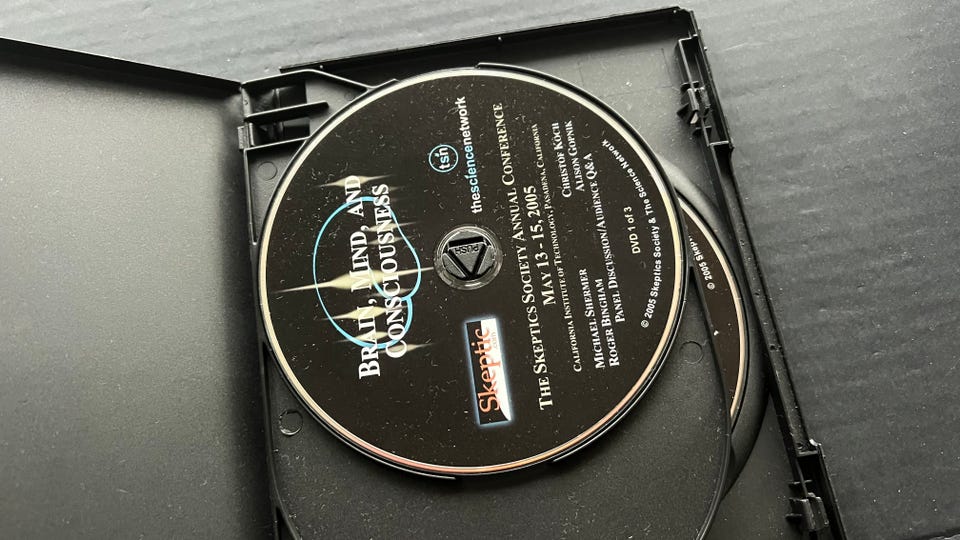 BRAIN, MIND, AND
CONSCIOUSNESS
Skeptic
.com
tsn
thesciencenetwork
PUSH
THE SKEPTICS SOCIETY ANNUAL CONFERENCE
MAY 13 - 15, 2005
CALIFORNIA INSTITUTE OF TECHNOLOGY, PASADENA, CALIFORNIA
MICHAEL SHERMER CHRISTOF KOCH
ROGER BINGHAM ALISON GOPNIK
PANEL DISCUSSION/AUDIENCE Q&A
DVD 1 of 3
© 2005 Skeptics Society & The Science Network
© 2005 Skep